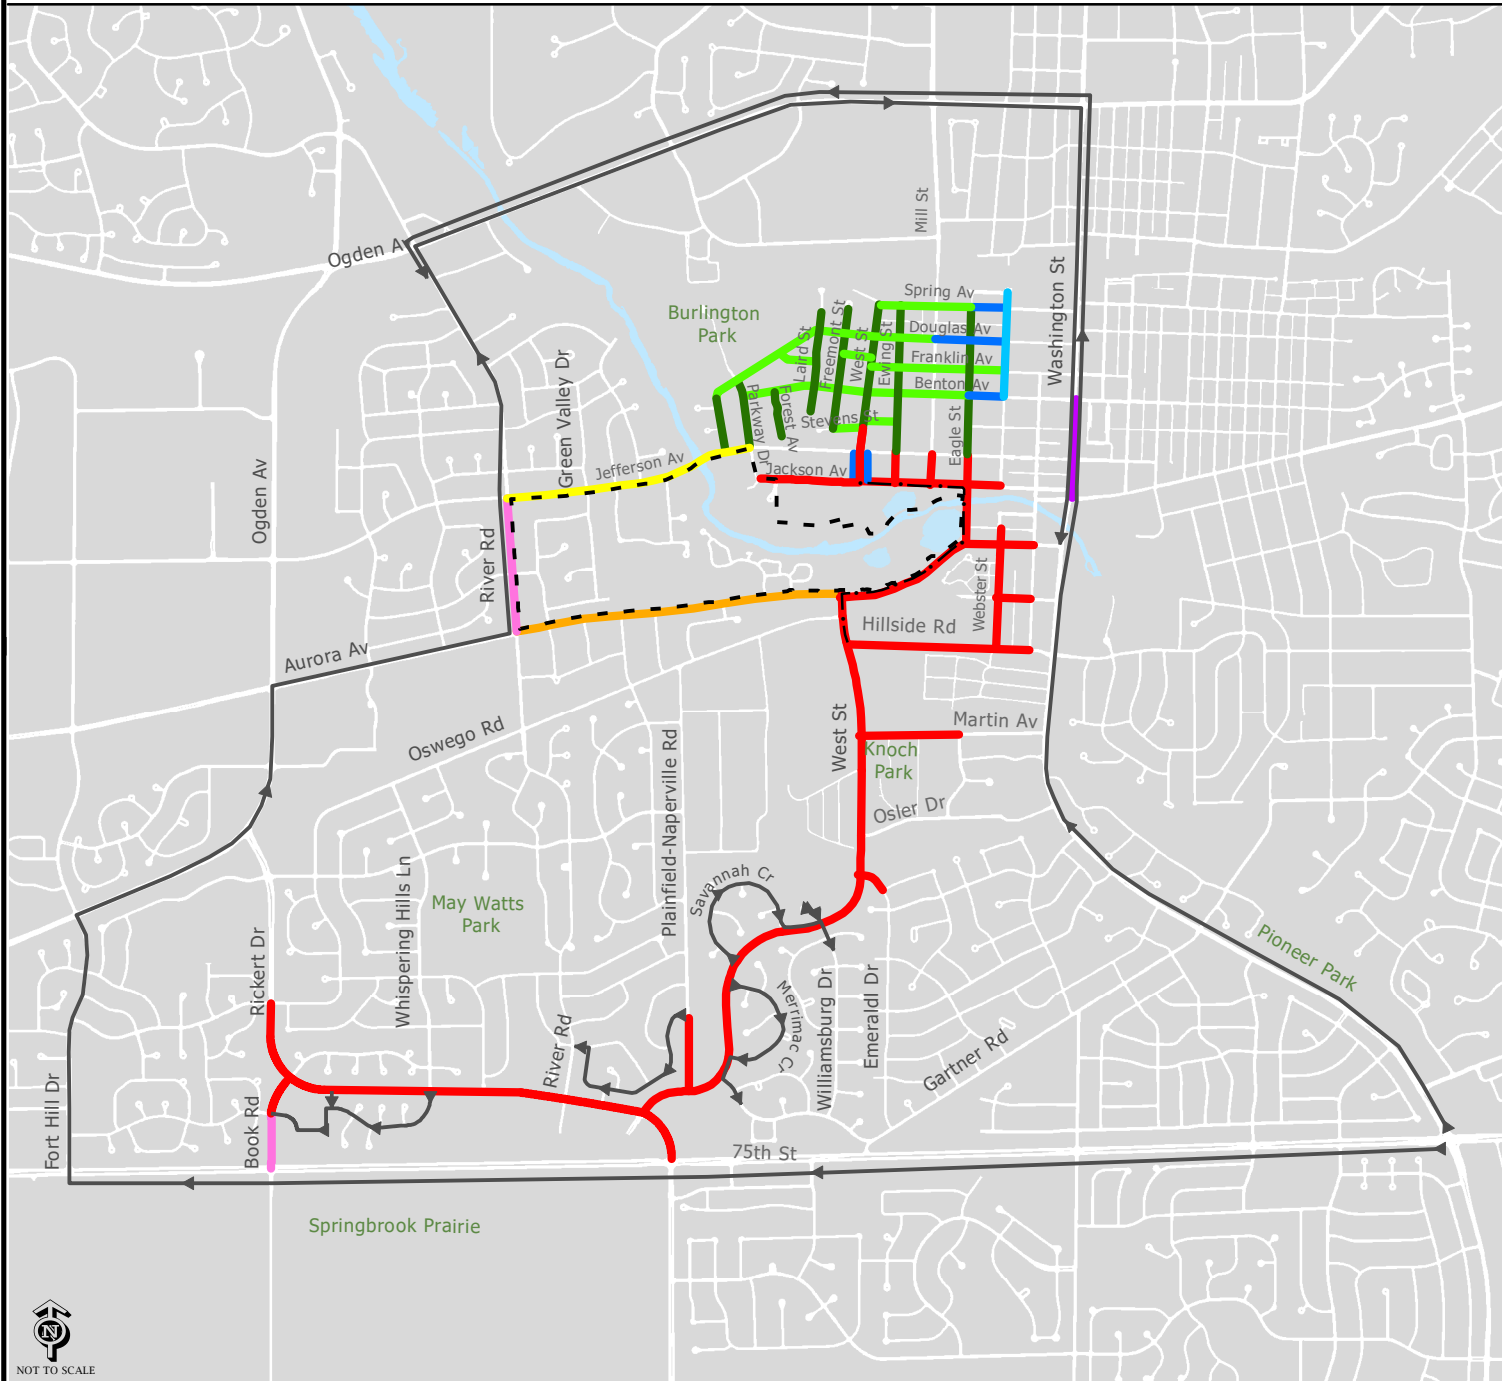 Mill St
Ogden Av
Washington St
Spring Av
Burlington
Park
Laird St
Freemont St
West St
Ewing St
Douglas Av
Franklin Av
Benton Av
Green Valley Dr
Parkway Dr
Forest Av
Stevens St
Eagle St
Jefferson Av
Jackson Av
Ogden Av
River Rd
Webster St
Hillside Rd
Aurora Av
Oswego Rd
West St
Martin Av
Knoch
Park
Plainfield-Naperville Rd
Osler Dr
Savannah Cr
Whispering Hills Ln
May Watts
Park
Rickert Dr
Pioneer Park
Merrimac Cr
Williamsburg Dr
Emeraldl Dr
River Rd
Gartner Rd
Fort Hill Dr
Book Rd
75th St
Springbrook Prairie
N
NOT TO SCALE